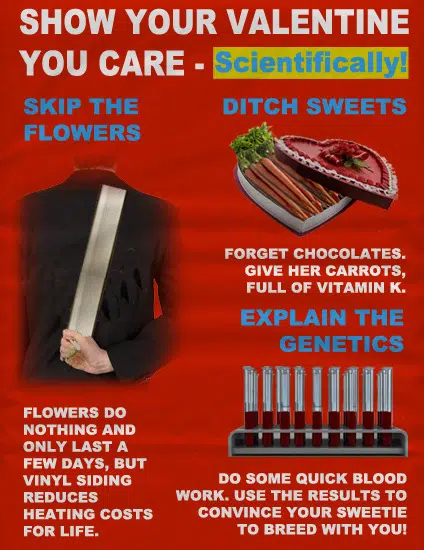 SHOW YOUR VALENTINE
YOU CARE - Scientifically!
SKIP THE
FLOWERS
FLOWERS DO
NOTHING AND
ONLY LAST A
FEW DAYS, BUT
VINYL SIDING
REDUCES
HEATING COSTS
FOR LIFE.
DITCH SWEETS
FORGET CHOCOLATES.
GIVE HER CARROTS,
FULL OF VITAMIN K.
EXPLAIN THE
GENETICS
DO SOME QUICK BLOOD
WORK. USE THE RESULTS TO
CONVINCE YOUR SWEETIE
TO BREED WITH YOU!